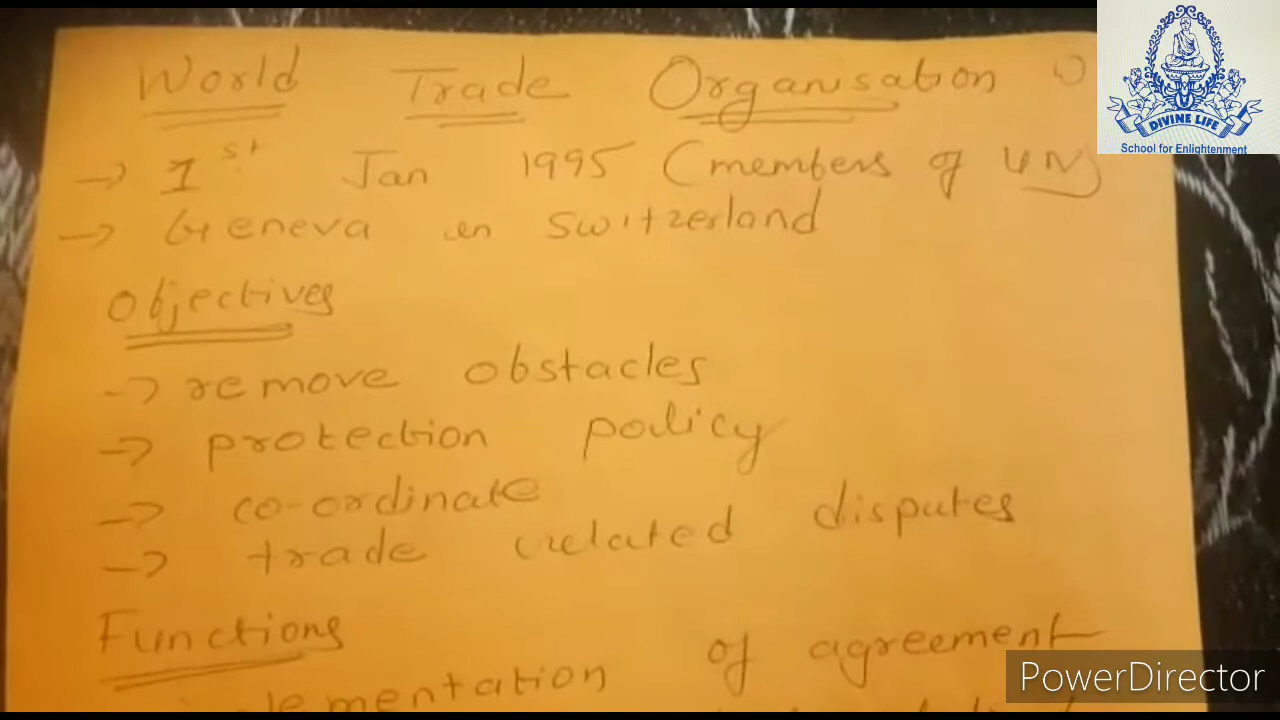 World Trade Organisation
→ 1st Jan 1995 (members of UN)
→ Geneva in Switzerland
Objectives
→ remove obstacles
→ protection policy
→ co-ordinate
→ trade related disputes
Functions
of agreement
DIVINE LIFE
School for Enlightenment
PowerDirector